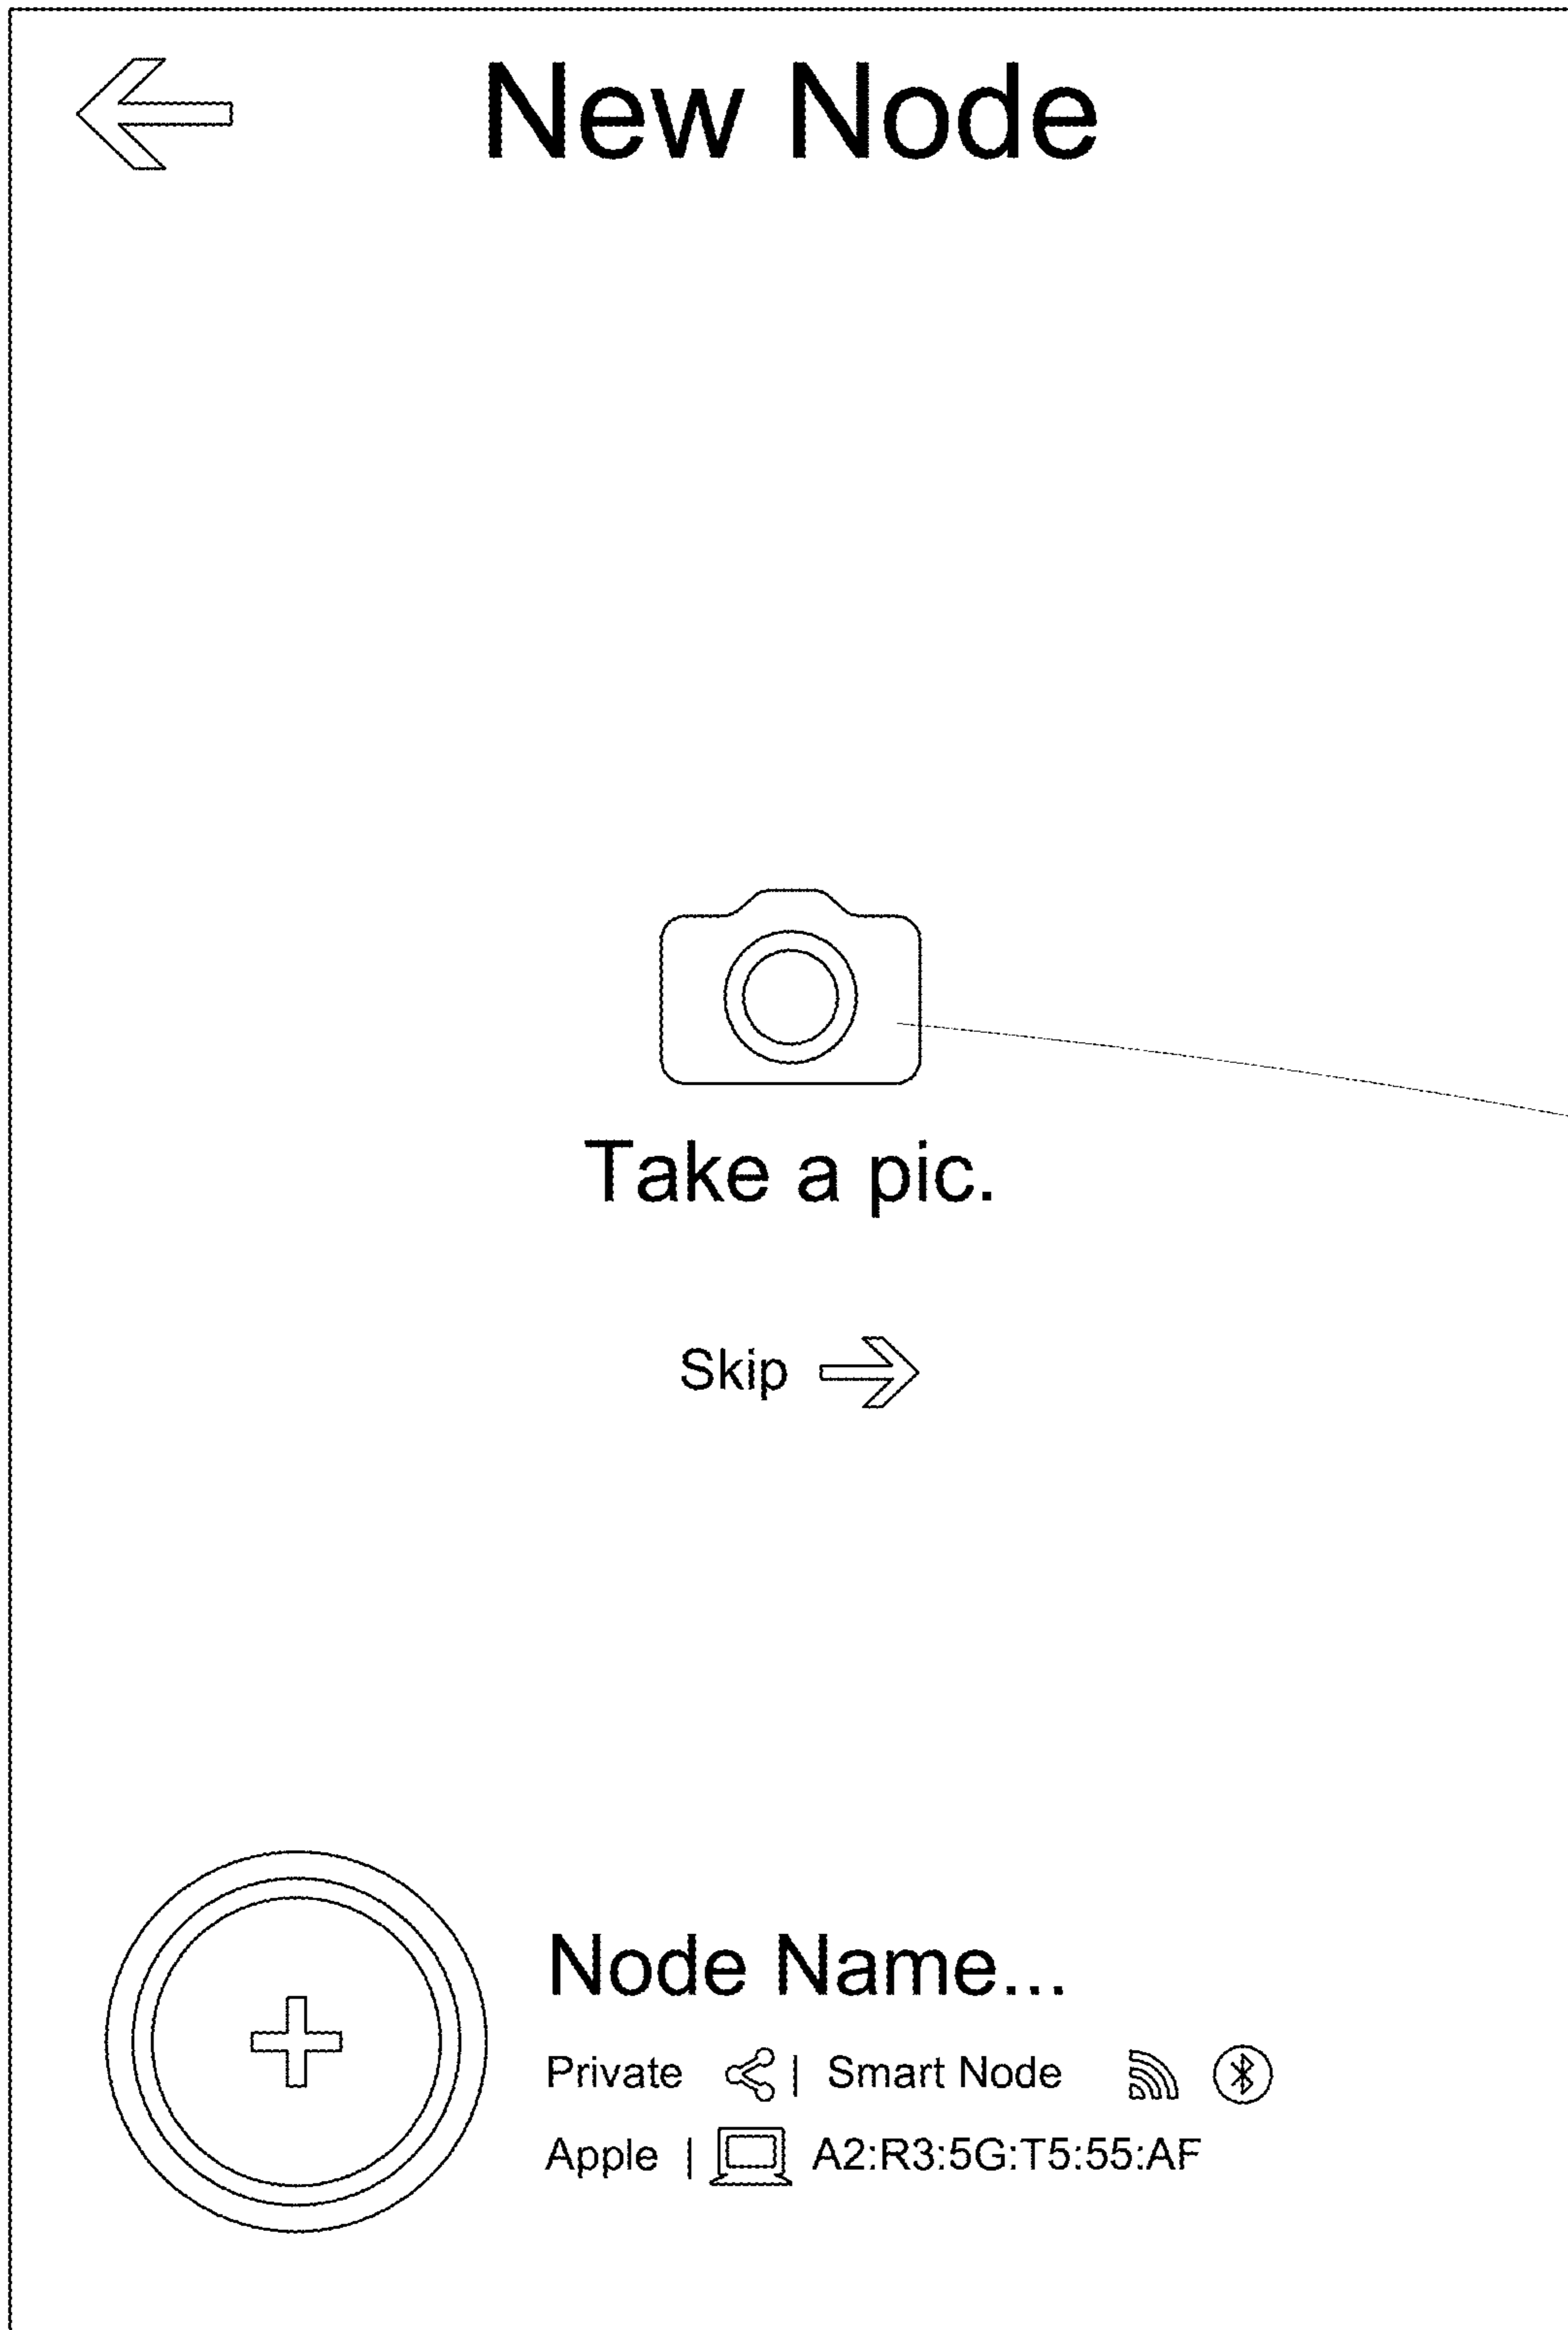 New Node
Take a pic.
Skip
Node Name...
Private | Smart Node
Apple | A2:R3:5G:T5:55:AF